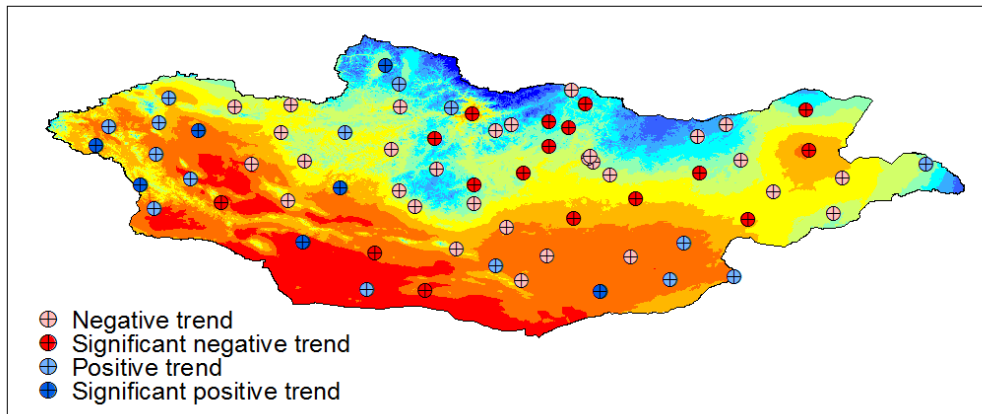 Negative trend
Significant negative trend
Positive trend
Significant positive trend